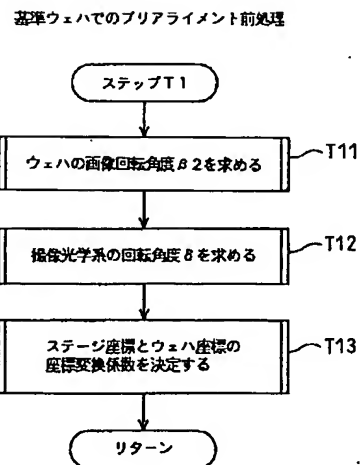 基準ウェハでのプリアライメント前処理
ステップT1
ウェハの画像回転角度β2を求める
T11
撮像光学系の回転角度βを求める
T12
ステージ座標とウェハ座標の
座標変換係数を決定する
T13
リターン